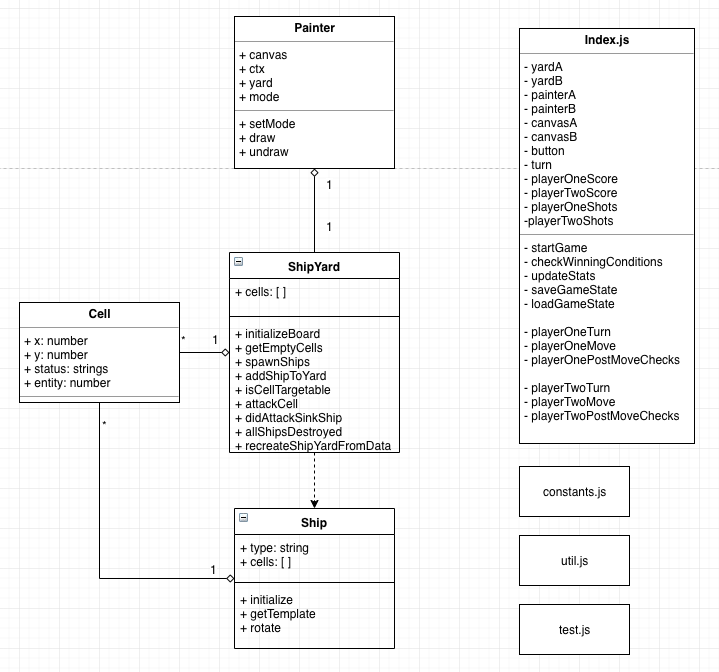 Painter
+ canvas
+ ctx
+ yard
+ mode
+ setMode
+ draw
+ undraw
1
1
ShipYard
+ cells: [ ]
+ initializeBoard
+ getEmptyCells
+ spawnShips
+ addShipToYard
+ isCellTargetable
+ attackCell
+ didAttackSinkShip
+ allShipsDestroyed
+ recreateShipYardFromData
Cell
+ x: number
+ y: number
+ status: strings
+ entity: number
*
1
*
1
Ship
+ type: string
+ cells: [ ]
+ initialize
+ getTemplate
+ rotate
Index.js
- yardA
- yardB
- painterA
- painterB
- canvasA
- canvasB
- button
- turn
- playerOneScore
- playerTwoScore
- playerOneShots
-playerTwoShots
- startGame
- checkWinningConditions
- updateStats
- saveGameState
- loadGameState
- playerOneTurn
- playerOneMove
- playerOnePostMoveChecks
- playerTwoTurn
- playerTwoMove
- playerTwoPostMoveChecks
constants.js
util.js
test.js